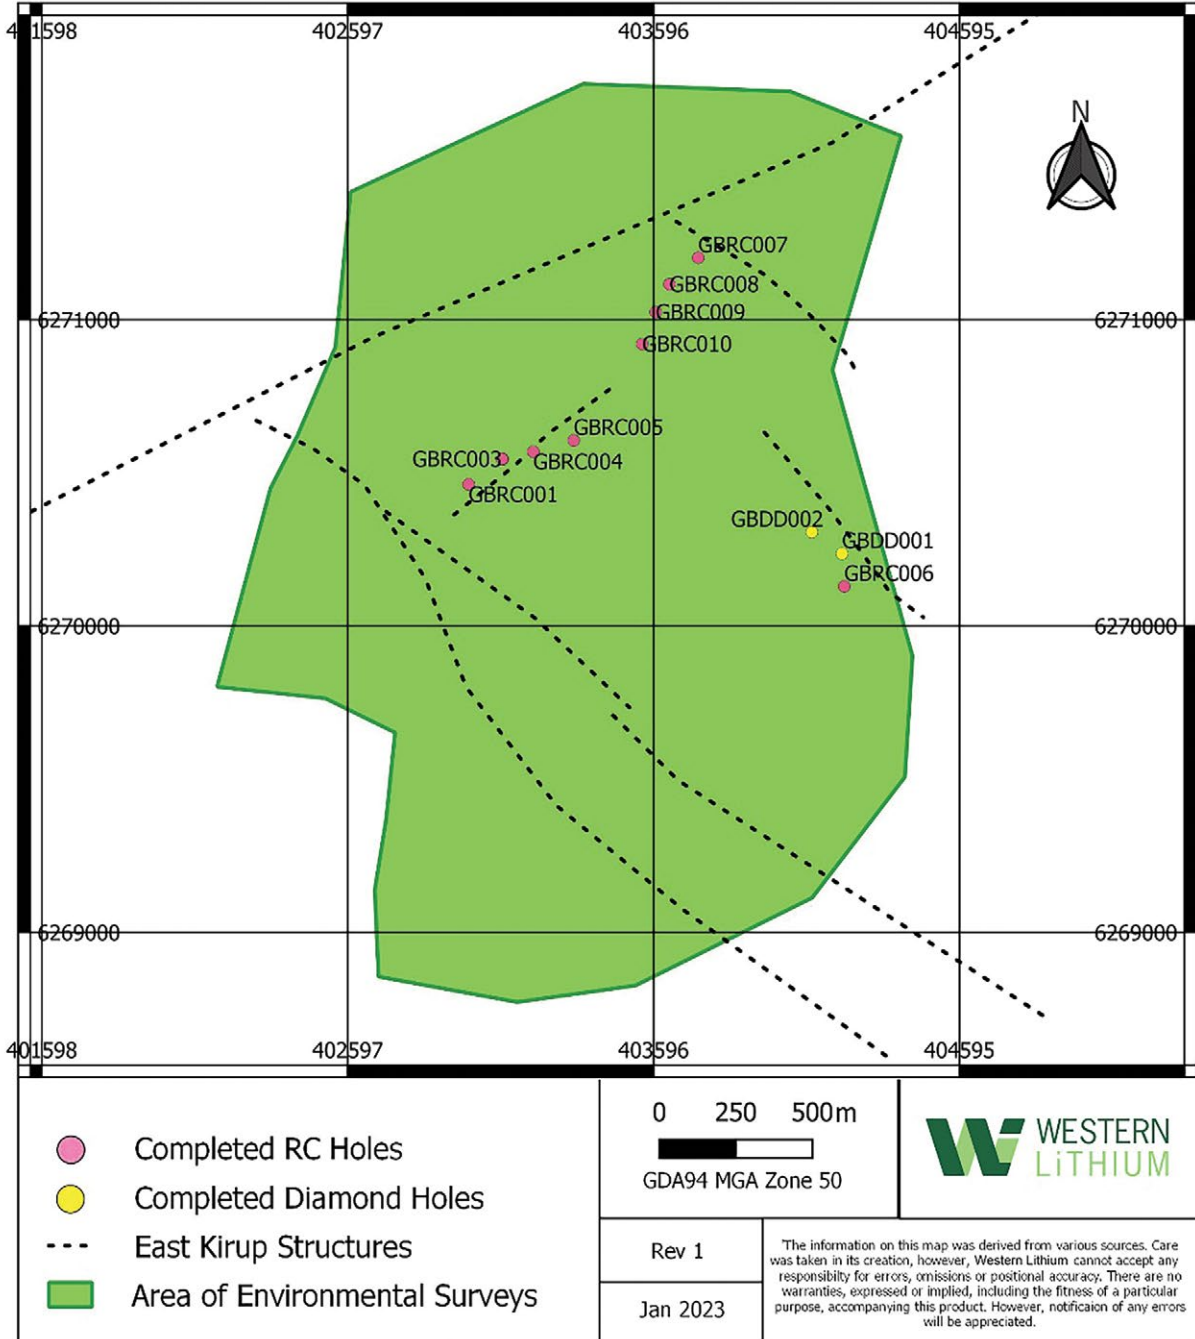 401598 402597 403596 404595
N
GBRC007
GBRC008
GBRC009
6271000 6271000
GBRC010
GBRC005
GBRC003
GBRC004
GBRC001
GBDD002
GBDD001
GBRC006
6270000 6270000
6269000 6269000
401598 402597 403596 404595
Completed RC Holes
Completed Diamond Holes
East Kirup Structures
Area of Environmental Surveys
0 250 500m
GDA94 MGA Zone 50
WESTERN
LiTHIUM
Rev 1
Jan 2023
'The information on this map was derived from various sources. Care
was taken in its creation, however, Western Lithium cannot accept any
responsibilty for errors, omissions or positional accuracy. There are no
warranties, expressed or implied, including the fitness of a particular
purpose, accompanying this product. However, notificaion of any errors
will be appreciated.